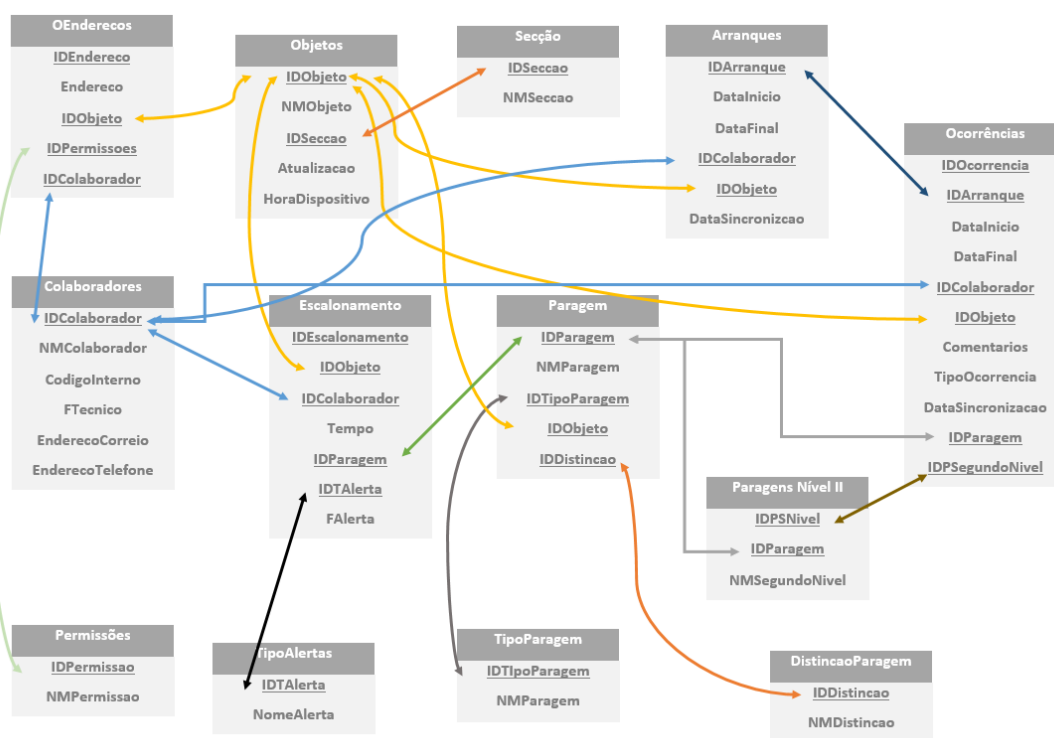 OEnderecos
IDEndereco
Endereco
IDObjeto
IDPermissoes
IDColaborador
Objetos
IDObjeto
NMObjeto
IDSeccao
Atualizacao
HoraDispositivo
Secção
IDSeccao
NMSeccao
Arranques
IDArranque
DataInicio
DataFinal
IDColaborador
IDObjeto
DataSincronizcao
Ocorrências
IDOcorrencia
IDArranque
DataInicio
DataFinal
IDColaborador
IDObjeto
Comentarios
TipoOcorrencia
DataSincronizacao
IDParagem
IDPSegundoNivel
Colaboradores
IDColaborador
NMColaborador
CodigoInterno
FTecnico
EnderecoCorreio
EnderecoTelefone
Escalonamento
IDEscalonamento
IDObjeto
IDColaborador
Tempo
IDParagem
IDTAlerta
FAlerta
Paragem
IDParagem
NMParagem
IDTipoParagem
IDObjeto
IDDistincao
Paragens Nível II
IDPSNivel
IDParagem
NMSegundoNivel
Permissões
IDPermissao
NMPermissao
TipoAlertas
IDTAlerta
NomeAlerta
TipoParagem
IDTIpoParagem
NMParagem
DistincaoParagem
IDDistincao
NMDistincao